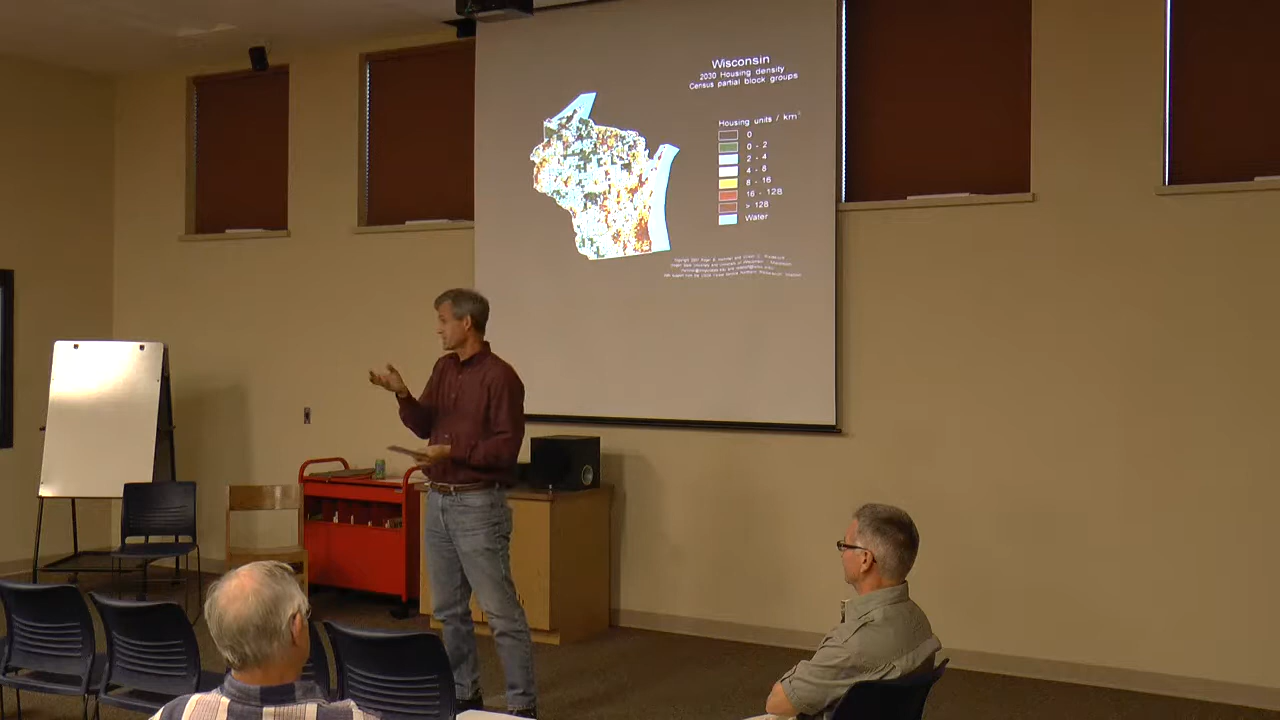 Wisconsin
2030 Housing density
Census partial block groups
Housing units / km²
0
0 - 2
2 - 4
4 - 8
8 - 16
16 - 128
> 128
Water